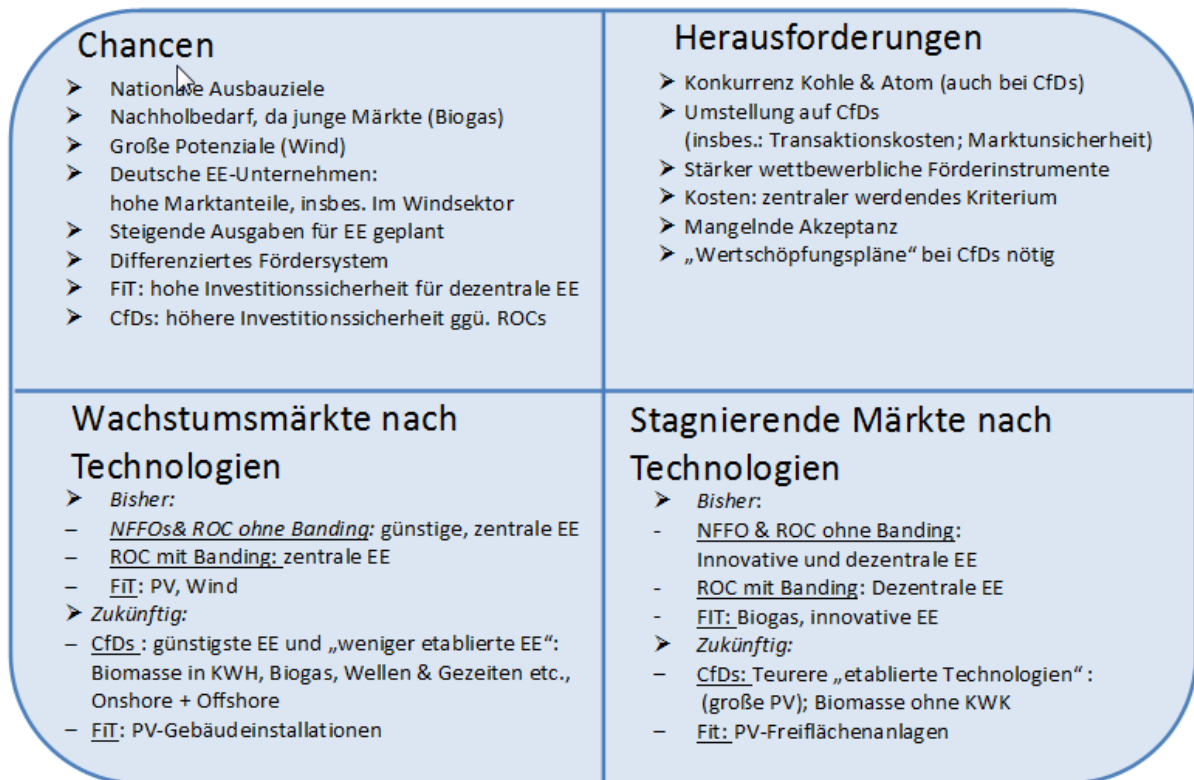 Chancen
➤ Nationale Ausbauziele
➤ Nachholbedarf, da junge Märkte (Biogas)
➤ Große Potenziale (Wind)
➤ Deutsche EE-Unternehmen:
hohe Marktanteile, insbes. Im Windsektor
➤ Steigende Ausgaben für EE geplant
➤ Differenziertes Fördersystem
➤ FiT: hohe Investitionssicherheit für dezentrale EE
➤ CfDs: höhere Investitionssicherheit ggü. ROCs
Herausforderungen
➤ Konkurrenz Kohle & Atom (auch bei CfDs)
➤ Umstellung auf CfDs
(insbes.: Transaktionskosten; Marktunsicherheit)
➤ Stärker wettbewerbliche Förderinstrumente
➤ Kosten: zentraler werdendes Kriterium
➤ Mangelnde Akzeptanz
➤ „Wertschöpfungspläne“ bei CfDs nötig
Wachstumsmärkte nach
Technologien
➤ Bisher:
– NFFOs& ROC ohne Banding: günstige, zentrale EE
– ROC mit Banding: zentrale EE
– FiT: PV, Wind
➤ Zukünftig:
– CfDs : günstigste EE und „weniger etablierte EE“:
Biomasse in KWH, Biogas, Wellen & Gezeiten etc.,
Onshore + Offshore
– FiT: PV-Gebäudeinstallationen
Stagnierende Märkte nach
Technologien
➤ Bisher:
- NFFO & ROC ohne Banding:
Innovative und dezentrale EE
- ROC mit Banding: Dezentrale EE
- FIT: Biogas, innovative EE
➤ Zukünftig:
– CfDs: Teurere „etablierte Technologien“ :
(große PV); Biomasse ohne KWK
– Fit: PV-Freiflächenanlagen